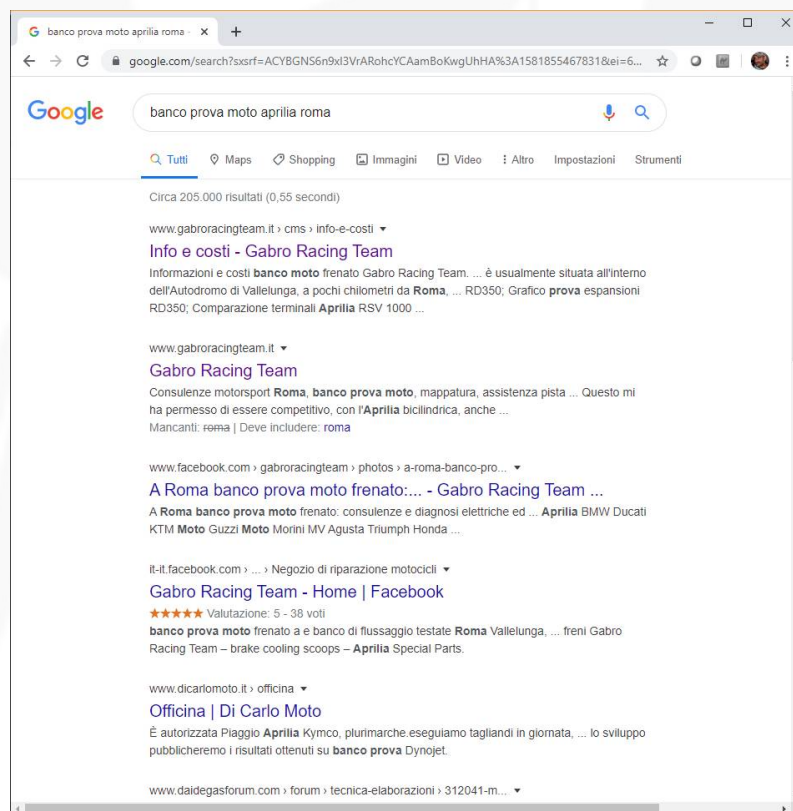 banco prova moto aprilia roma -
google.com/search?sxsrf=ACYBGNS6n9xI3VrARohcYCAamBoKwgUhHA%3A1581855467831&ei=6...
Google
banco prova moto aprilia roma
Tutti Maps Shopping Immagini Video Altro Impostazioni Strumenti
Circa 205.000 risultati (0,55 secondi)
www.gabroracingteam.it › cms › info-e-costi
Info e costi - Gabro Racing Team
Informazioni e costi banco moto frenato Gabro Racing Team. ... è usualmente situata all'interno
dell'Autodromo di Vallelunga, a pochi chilometri da Roma, ... RD350; Grafico prova espansioni
RD350; Comparazione terminali Aprilia RSV 1000 ...
www.gabroracingteam.it
Gabro Racing Team
Consulenze motorsport Roma, banco prova moto, mappatura, assistenza pista ... Questo mi
ha permesso di essere competitivo, con l'Aprilia bicilindrica, anche ...
Mancanti: roma | Deve includere: roma
www.facebook.com › gabroracingteam › photos › a-roma-banco-pro...
A Roma banco prova moto frenato:... - Gabro Racing Team ...
A Roma banco prova moto frenato: consulenze e diagnosi elettriche ed ... Aprilia BMW Ducati
KTM Moto Guzzi Moto Morini MV Agusta Triumph Honda ...
it-it.facebook.com › ... › Negozio di riparazione motocicli
Gabro Racing Team - Home | Facebook
★★★★★ Valutazione: 5 - 38 voti
banco prova moto frenato a e banco di flussaggio testate Roma Vallelunga, ... freni Gabro
Racing Team – brake cooling scoops – Aprilia Special Parts.
www.dicarlomoto.it › officina
Officina | Di Carlo Moto
È autorizzata Piaggio Aprilia Kymco, plurimarche.eseguiamo tagliandi in giornata, ... lo sviluppo
pubblicheremo i risultati ottenuti su banco prova Dynojet.
www.daidegasforum.com › forum › tecnica-elaborazioni › 312041-m...